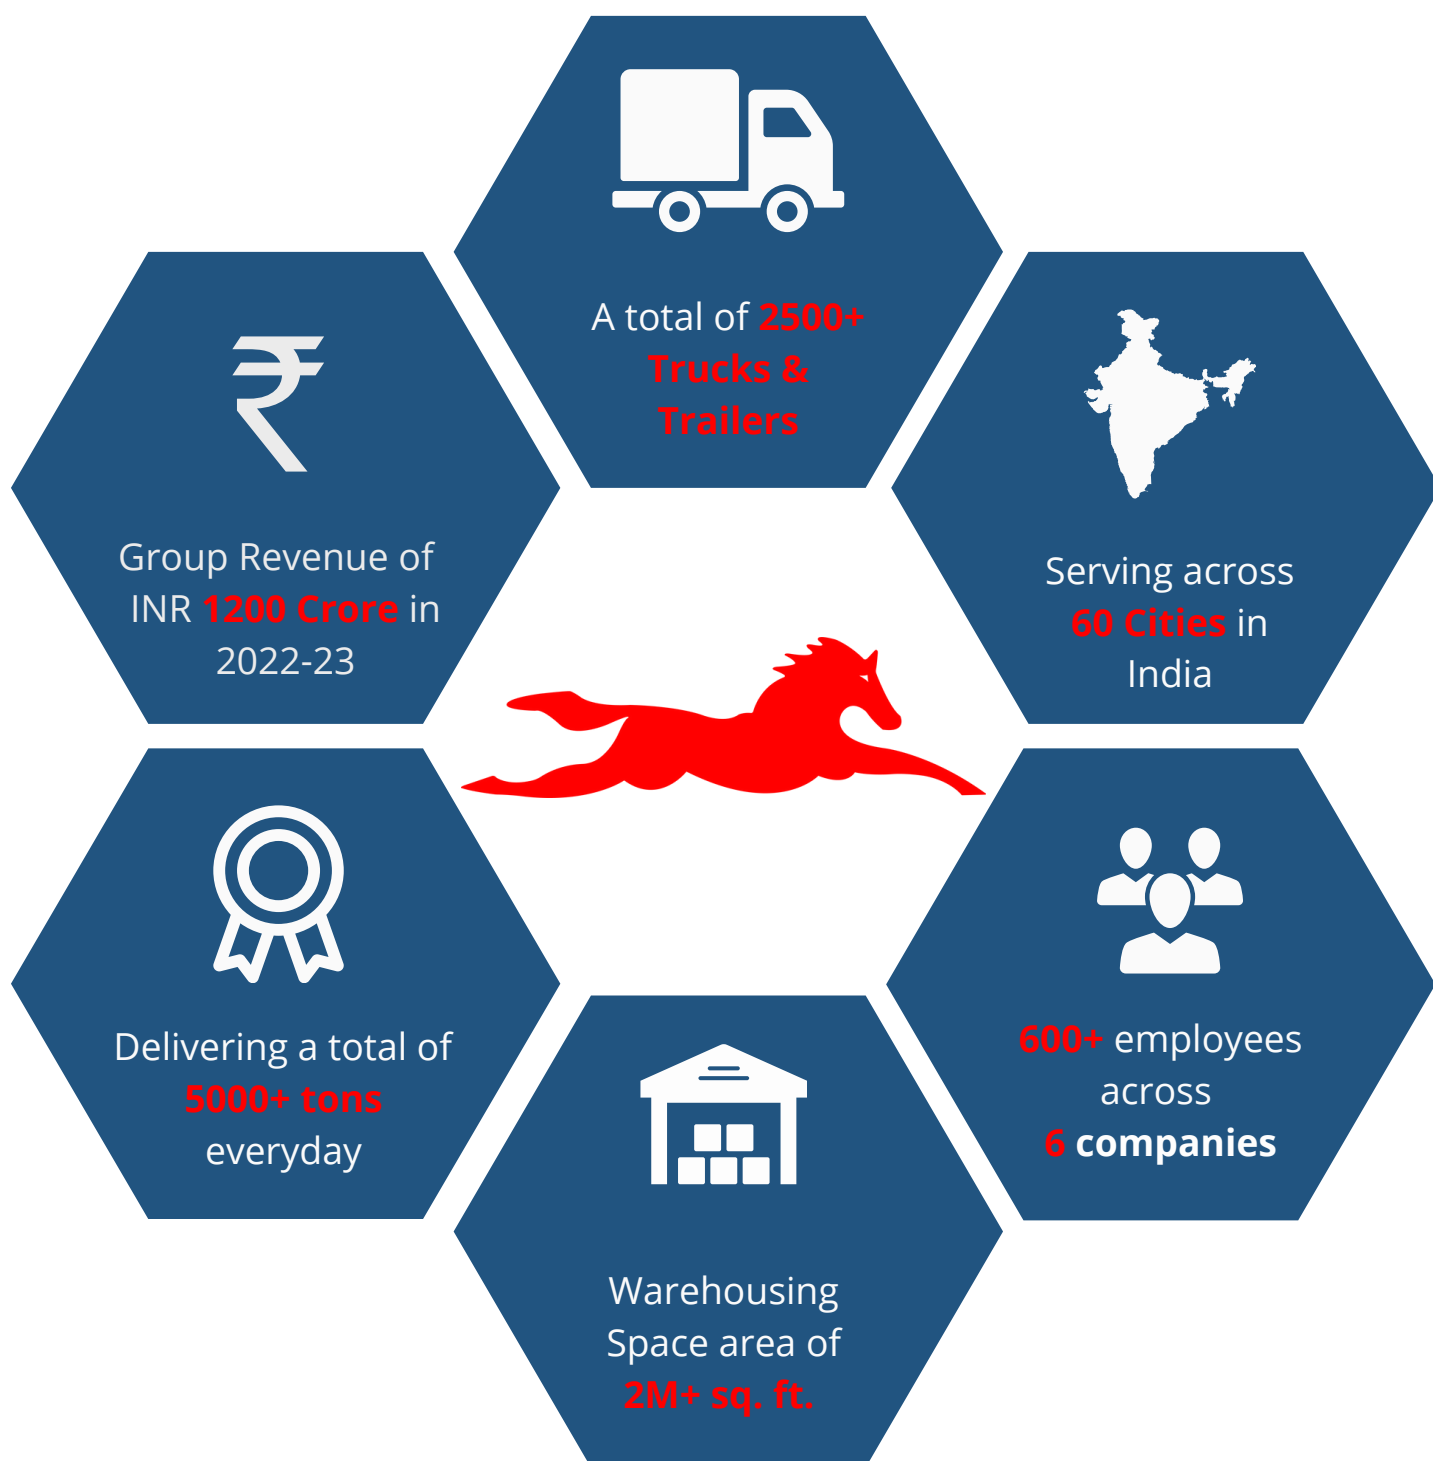 A total of 2500+
Trucks &
Trailers
Group Revenue of
INR 1200 Crore in
2022-23
Serving across
60 Cities in
India
Delivering a total of
5000+ tons
everyday
600+ employees
across
6 companies
Warehousing
Space area of
2M+ sq. ft.